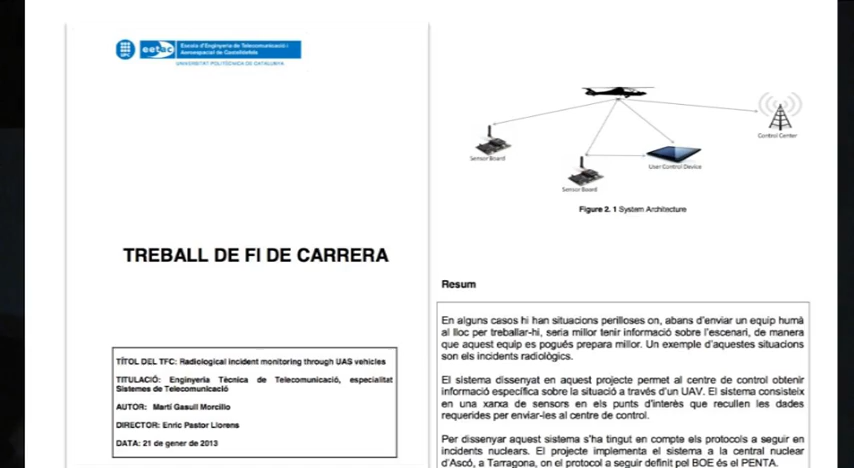 UPC
eetac
Escola d'Enginyeria de Telecomunicació i
Aeroespacial de Castelldefels
UNIVERSITAT POLITÈCNICA DE CATALUNYA
TREBALL DE FI DE CARRERA
TÍTOL DEL TFC: Radiological incident monitoring through UAS vehicles
TITULACIÓ: Enginyeria Tècnica de Telecomunicació, especialitat
Sistemes de Telecomunicació
AUTOR: Martí Gasull Morcillo
DIRECTOR: Enric Pastor Llorens
DATA: 21 de gener de 2013
Control Center
Sensor Board
User Control Device
Sensor Board
Figure 2. 1 System Architecture
Resum
En alguns casos hi han situacions perilloses on, abans d'enviar un equip humà
al lloc per treballar-hi, seria millor tenir informació sobre l'escenari, de manera
que aquest equip es pogués prepara millor. Un exemple d'aquestes situacions
son els incidents radiològics.
El sistema dissenyat en aquest projecte permet al centre de control obtenir
informació específica sobre la situació a través d'un UAV. El sistema consisteix
en una xarxa de sensors en els punts d'interès que recullen les dades
requerides per enviar-les al centre de control.
Per dissenyar aquest sistema s'ha tingut en compte els protocols a seguir en
incidents nuclears. El projecte implementa el sistema a la central nuclear
d'Ascó, a Tarragona, on el protocol a seguir definit pel BOE és el PENTA.